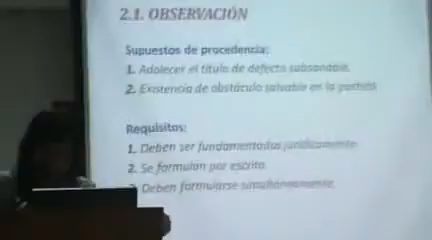 2.1. OBSERVACIÓN
Supuestos de procedencia:
1. Adolecer el título de defecto subsanable.
2. Existencia de obstáculo salvable en la partida
Requisitos:
1. Deben ser fundamentadas jurídicamente
2. Se formulan por escrito
Deben formularse simultáneamente